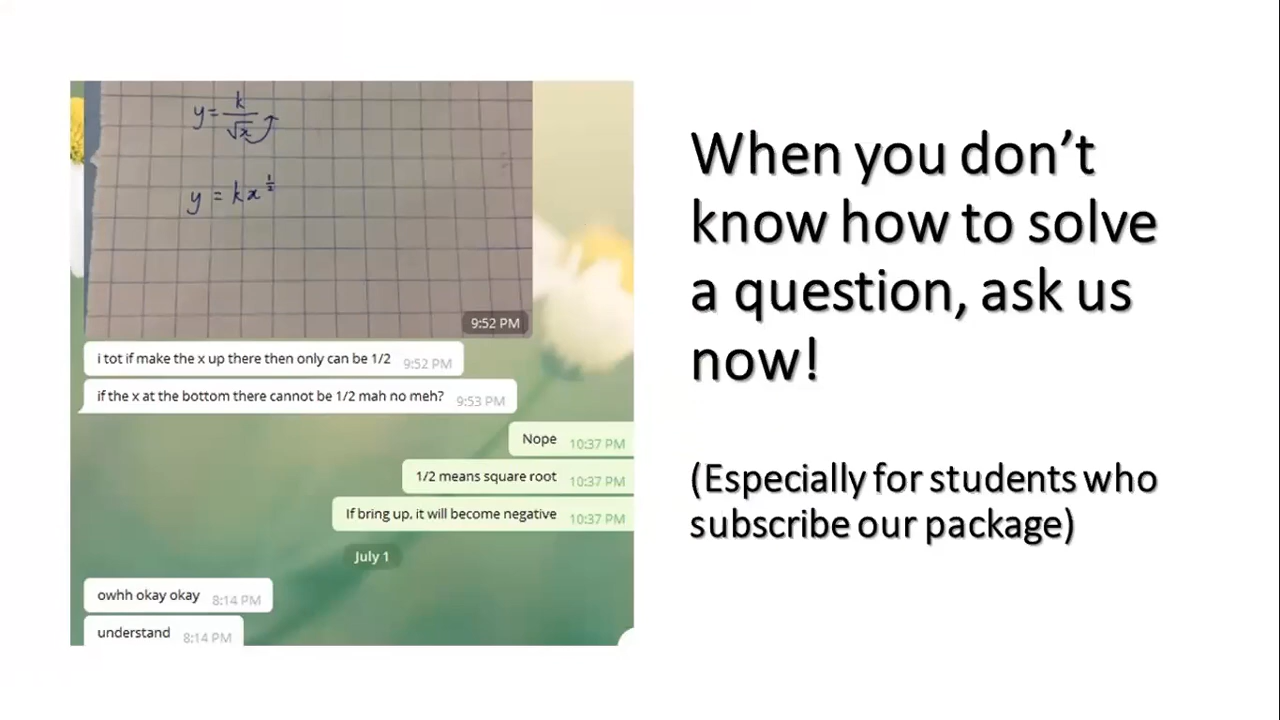 y = k/√x
y = kx^1/2
9:52 PM
i tot if make the x up there then only can be 1/2 9:52 PM
if the x at the bottom there cannot be 1/2 mah no meh? 9:53 PM
Nope 10:37 PM
1/2 means square root 10:37 PM
If bring up, it will become negative 10:37 PM
July 1
owhh okay okay 8:14 PM
understand 8:14 PM
When you don’t
know how to solve
a question, ask us
now!
(Especially for students who
subscribe our package)